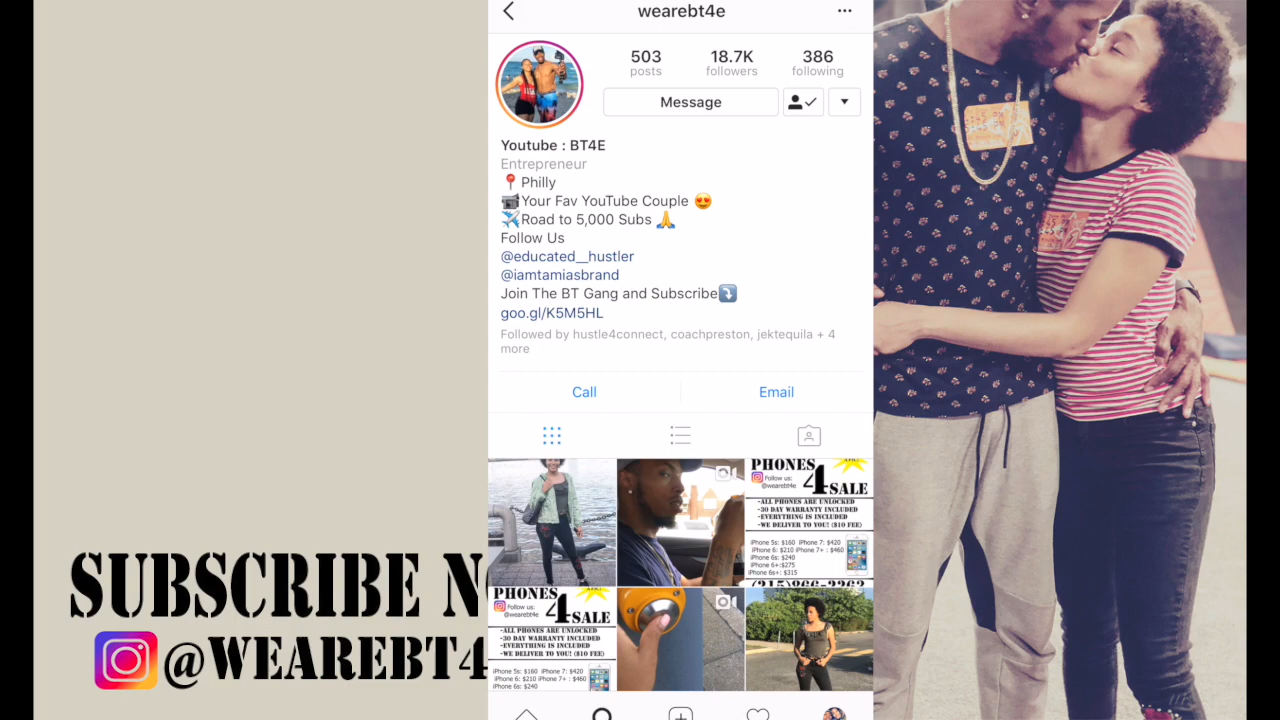 wearebt4e
503
posts
18.7K
followers
386
following
Message
Youtube : BT4E
Entrepreneur
Philly
Your Fav YouTube Couple 😍
Road to 5,000 Subs 🙏
Follow Us
@educated__hustler
@iamtamiasbrand
Join The BT Gang and Subscribe⤵️
goo.gl/K5M5HL
Followed by hustle4connect, coachpreston, jektequila + 4
more
Call
Email
PHONES
4
SALE
Follow us:
@wearebt4e
-ALL PHONES ARE UNLOCKED
-30 DAY WARRANTY INCLUDED
-EVERYTHING IS INCLUDED
-WE DELIVER TO YOU! ($10 FEE)
iPhone 5s: $160 iPhone 7: $420
iPhone 6: $210 iPhone 7+ : $460
iPhone 6s: $240
iPhone 6+:$275
iPhone 6s+: $315
(215)866-2262
4
SALE
Follow us:
@wearebt4e
-ALL PHONES ARE UNLOCKED
-30 DAY WARRANTY INCLUDED
-EVERYTHING IS INCLUDED
-WE DELIVER TO YOU! ($10 FEE)
iPhone 5s: $160 iPhone 7: $420
iPhone 6: $210 iPhone 7+ : $460
iPhone 6s: $240
SUBSCRIBE N
@WEAREBT4